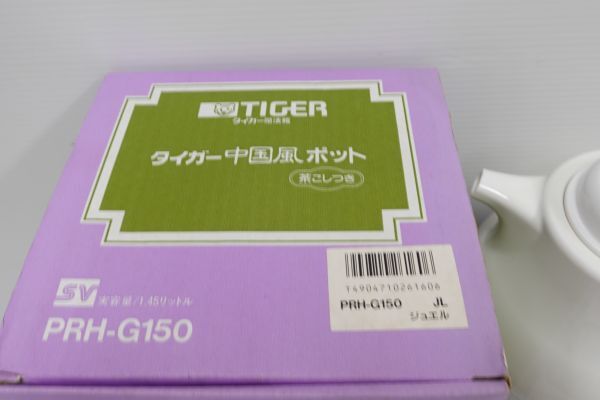 TIGER
タイガー魔法瓶
タイガー中国風ポット
茶こしつき
SV 実容量/1.45リットル
PRH-G150
14904710261606
PRH-G150 JL
ジュエル